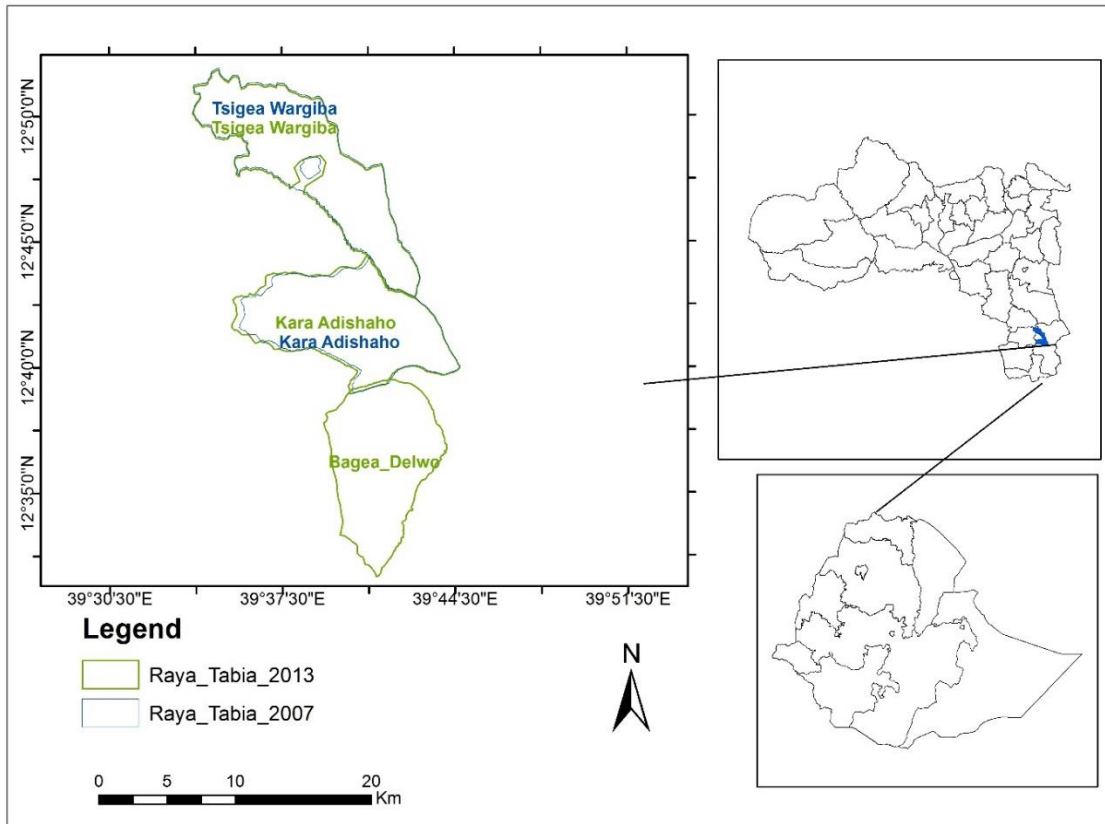 12°50'0"N
12°45'0"N
12°40'0"N
12°35'0"N
Tsigea Wargiba
Tsigea Wargiba
Kara Adishaho
Kara Adishaho
Bagea_Delwo
39°30'30"E
39°37'30"E
39°44'30"E
39°51'30"E
Legend
Raya_Tabia_2013
Raya_Tabia_2007
N
0 5 10 20
Km